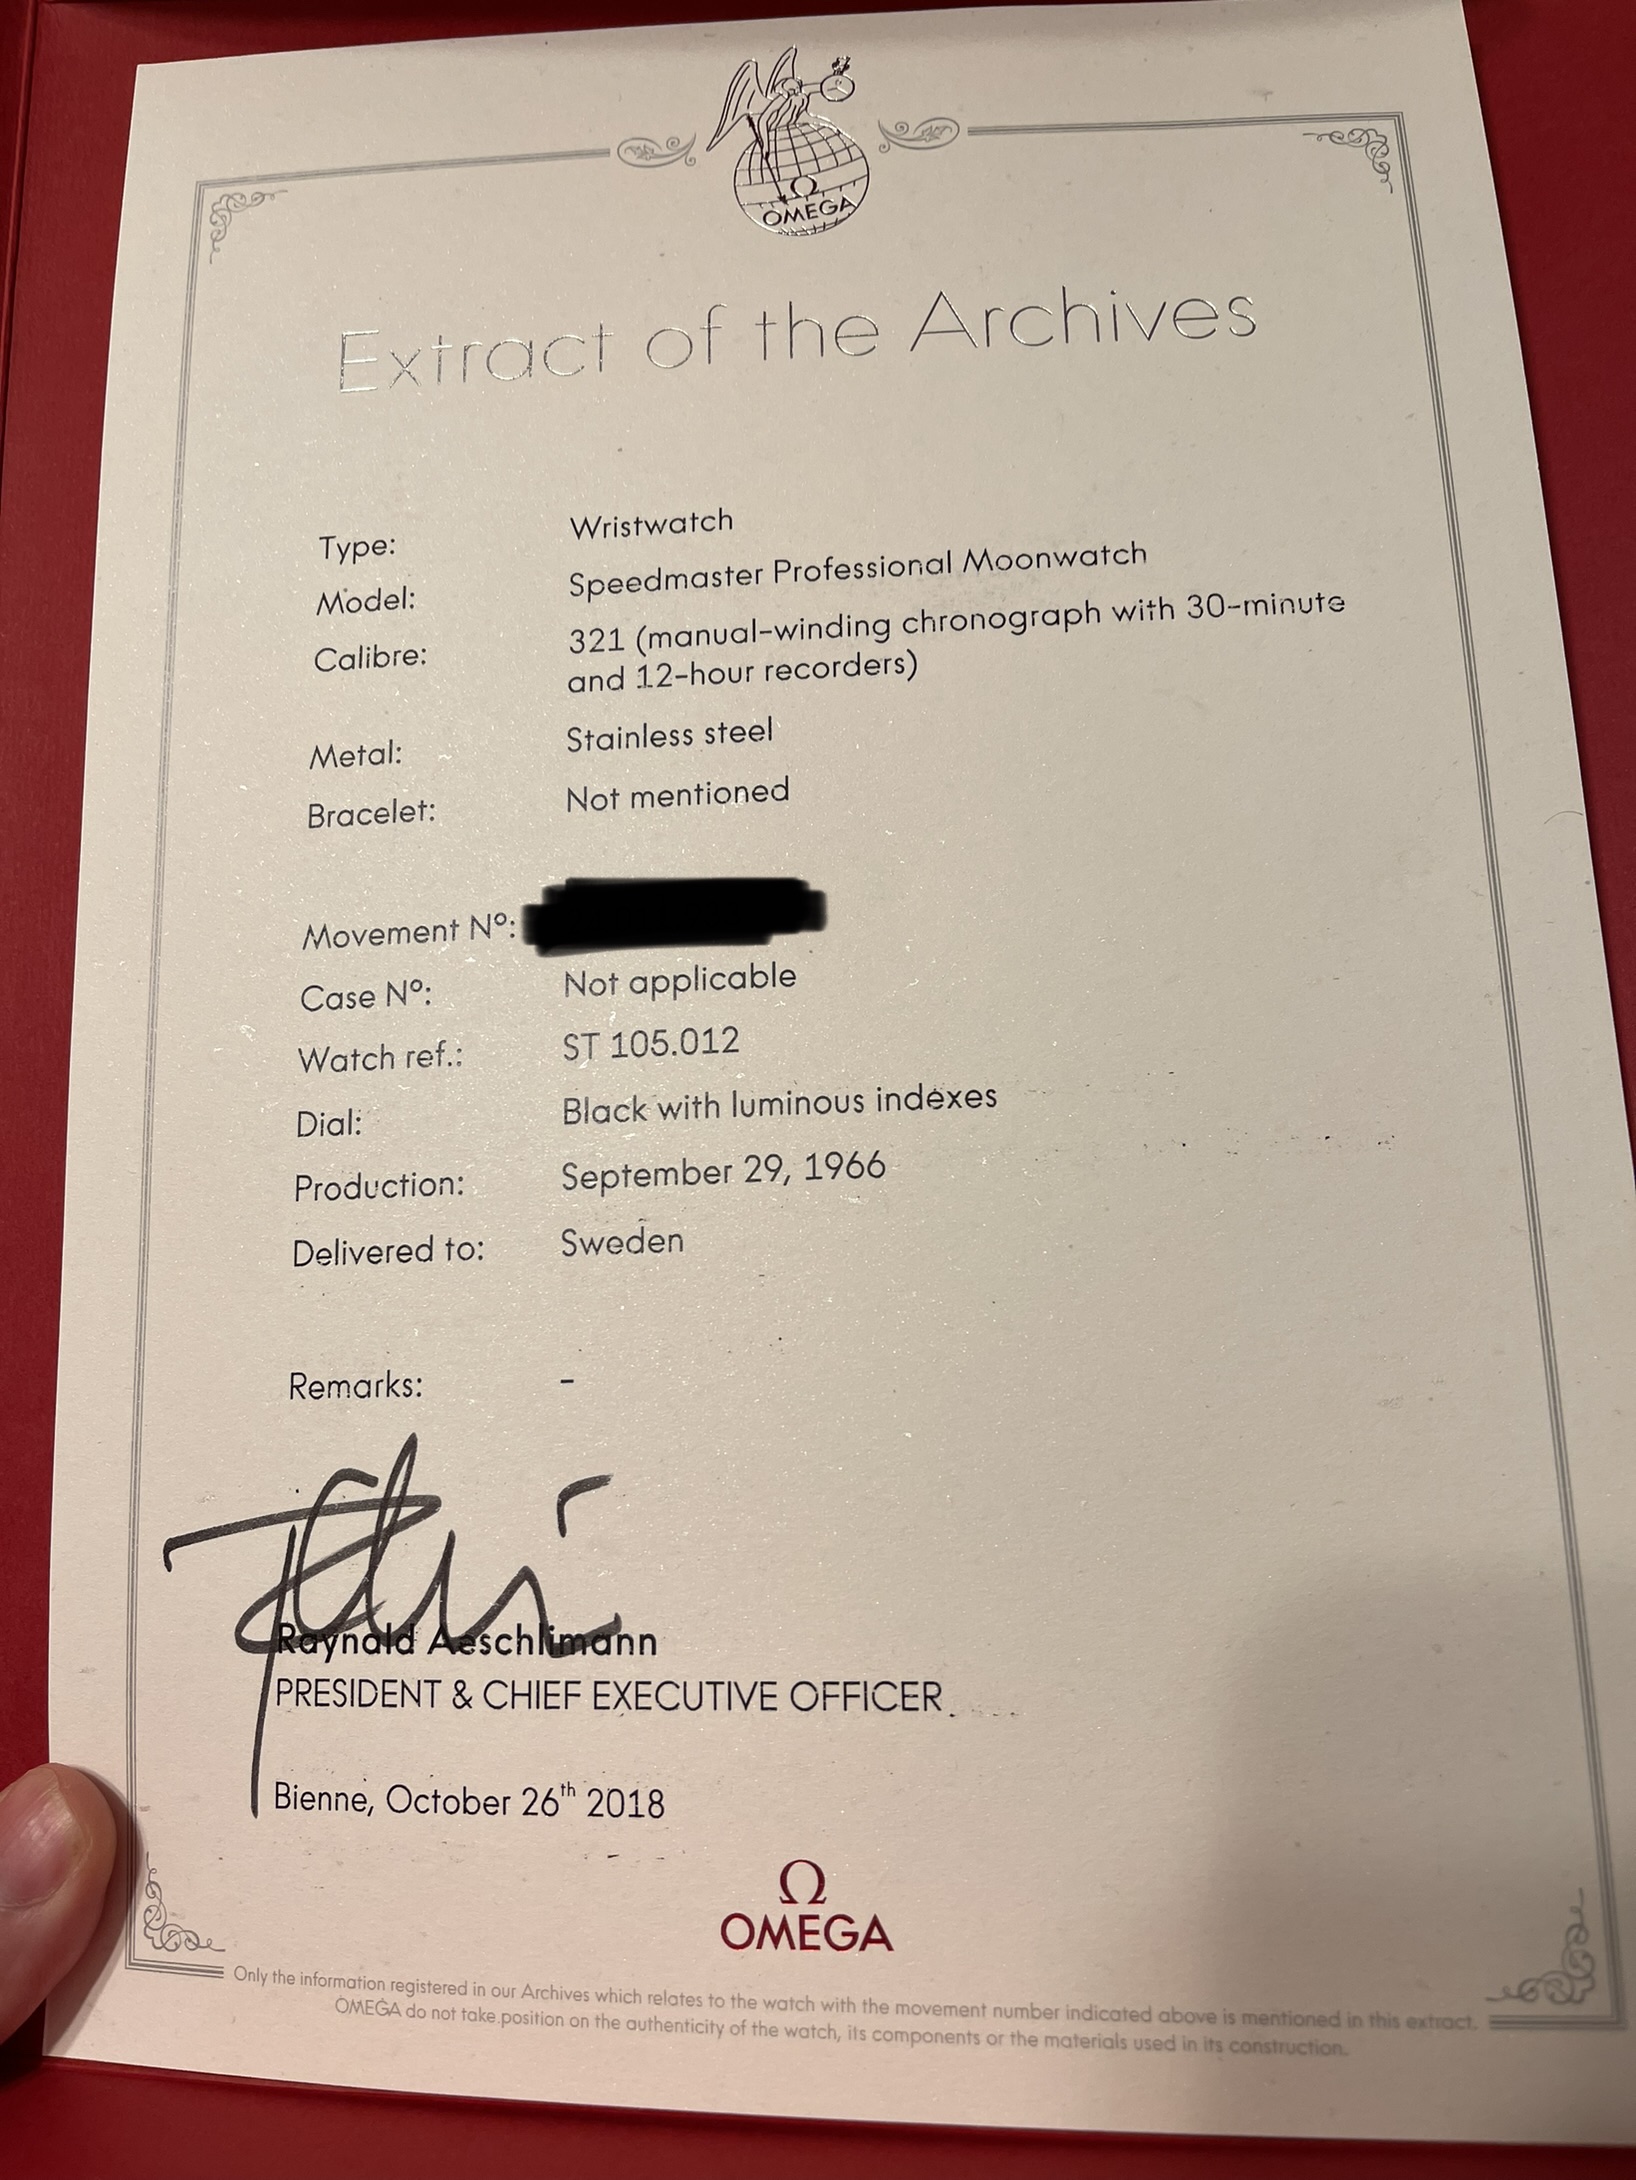 Ω
OMEGA
Extract of the Archives
Type: Wristwatch
Model: Speedmaster Professional Moonwatch
Calibre: 321 (manual-winding chronograph with 30-minute
and 12-hour recorders)
Metal: Stainless steel
Bracelet: Not mentioned
Movement Nº:
Case Nº: Not applicable
Watch ref.: ST 105.012
Dial: Black with luminous indexes
Production: September 29, 1966
Delivered to: Sweden
Remarks: -
Raynald Aeschlimann
PRESIDENT & CHIEF EXECUTIVE OFFICER
Bienne, October 26th 2018
Ω
OMEGA
Only the information registered in our Archives which relates to the watch with the movement number indicated above is mentioned in this extract.
OMEGA do not take position on the authenticity of the watch, its components or the materials used in its construction.